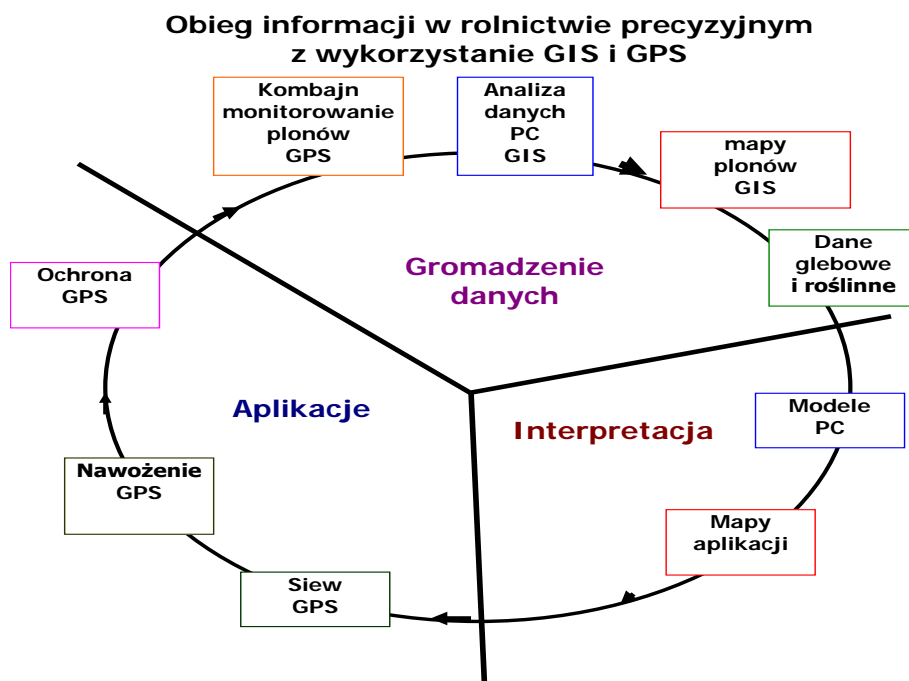 Obieg informacji w rolnictwie precyzyjnym
z wykorzystanie GIS i GPS
Kombajn
monitorowanie
plonów
GPS
Analiza
danych
PC
GIS
mapy
plonów
GIS
Dane
glebowe
i roślinne
Ochrona
GPS
Gromadzenie
danych
Aplikacje
Interpretacja
Modele
PC
Nawożenie
GPS
Mapy
aplikacji
Siew
GPS